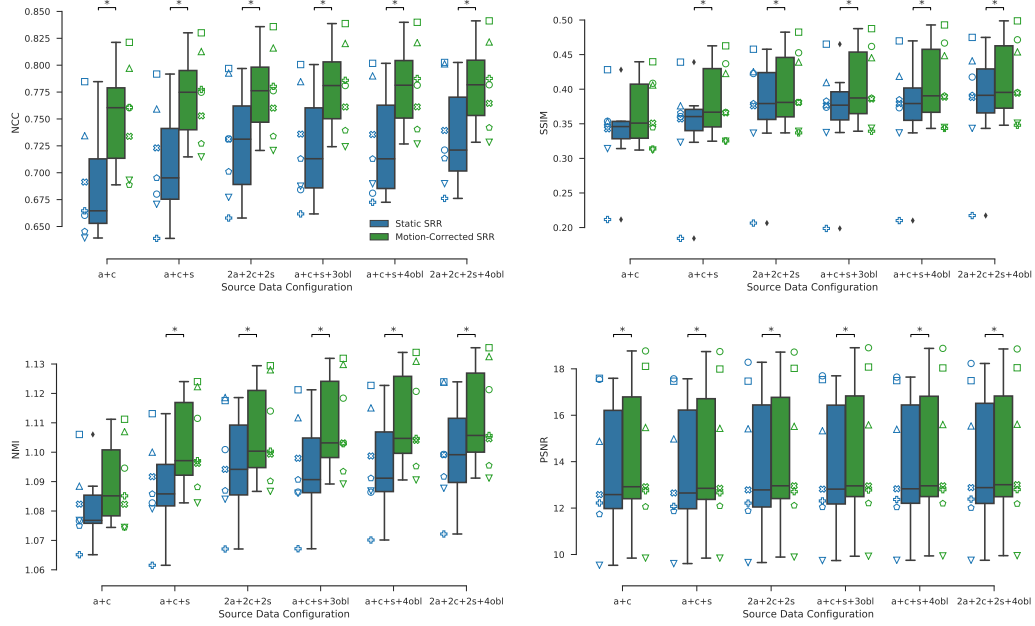 * * * * * *
0.850
0.825
0.800
0.775
0.750
0.725
0.700
0.675
0.650
NCC
Static SRR
Motion-Corrected SRR
a+c a+c+s 2a+2c+2s a+c+s+3obl a+c+s+4obl 2a+2c+2s+4obl
Source Data Configuration
* * * * *
0.50
0.45
0.40
0.35
0.30
0.25
0.20
SSIM
a+c a+c+s 2a+2c+2s a+c+s+3obl a+c+s+4obl 2a+2c+2s+4obl
Source Data Configuration
* * * * *
1.13
1.12
1.11
1.10
1.09
1.08
1.07
1.06
NMI
a+c a+c+s 2a+2c+2s a+c+s+3obl a+c+s+4obl 2a+2c+2s+4obl
Source Data Configuration
* * * * * *
18
16
14
12
10
PSNR
a+c a+c+s 2a+2c+2s a+c+s+3obl a+c+s+4obl 2a+2c+2s+4obl
Source Data Configuration